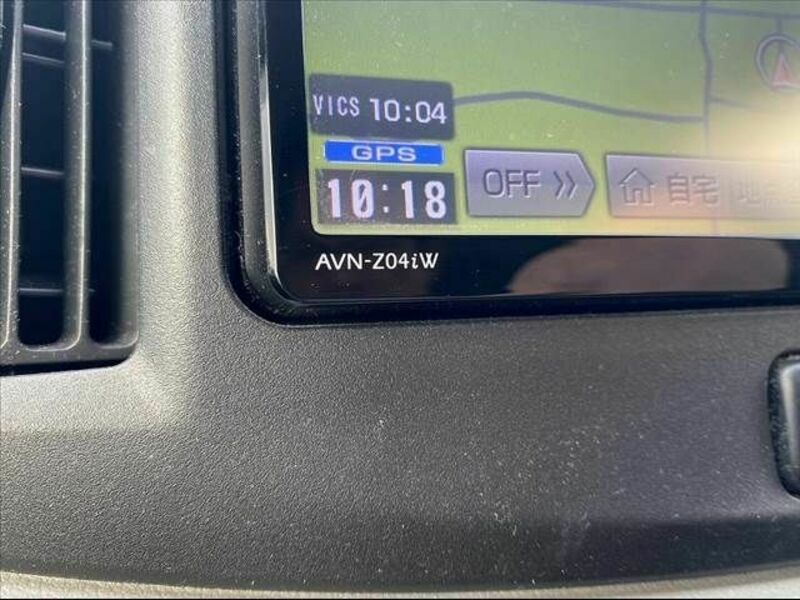 VICS 10:04
GPS
10:18
OFF >>
自宅
AVN-Z04iW